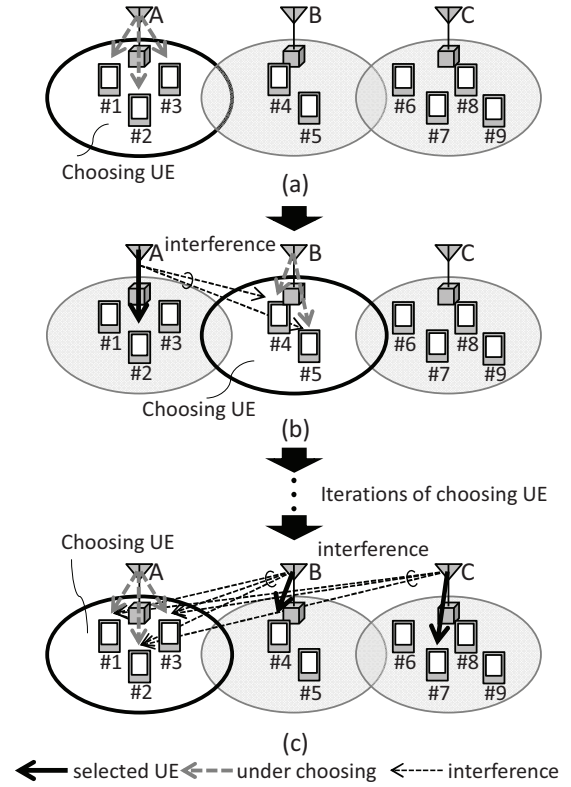 A B C
#1 #2 #3 #4 #5 #6 #7 #8 #9
Choosing UE
(a)
interference
A B C
#1 #2 #3 #4 #5 #6 #7 #8 #9
Choosing UE
(b)
Iterations of choosing UE
Choosing UE
interference
A B C
#1 #2 #3 #4 #5 #6 #7 #8 #9
(c)
selected UE under choosing interference